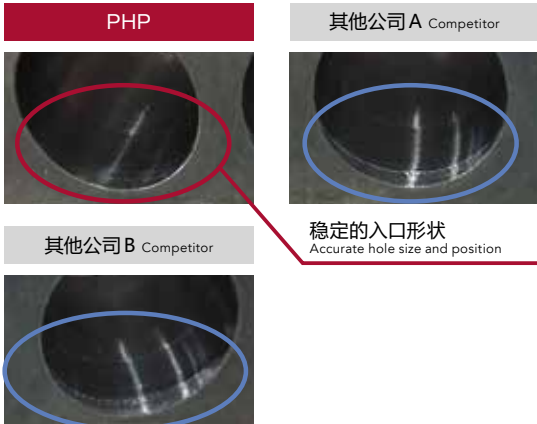 PHP
其他公司A Competitor
稳定的入口形状
Accurate hole size and position
其他公司B Competitor